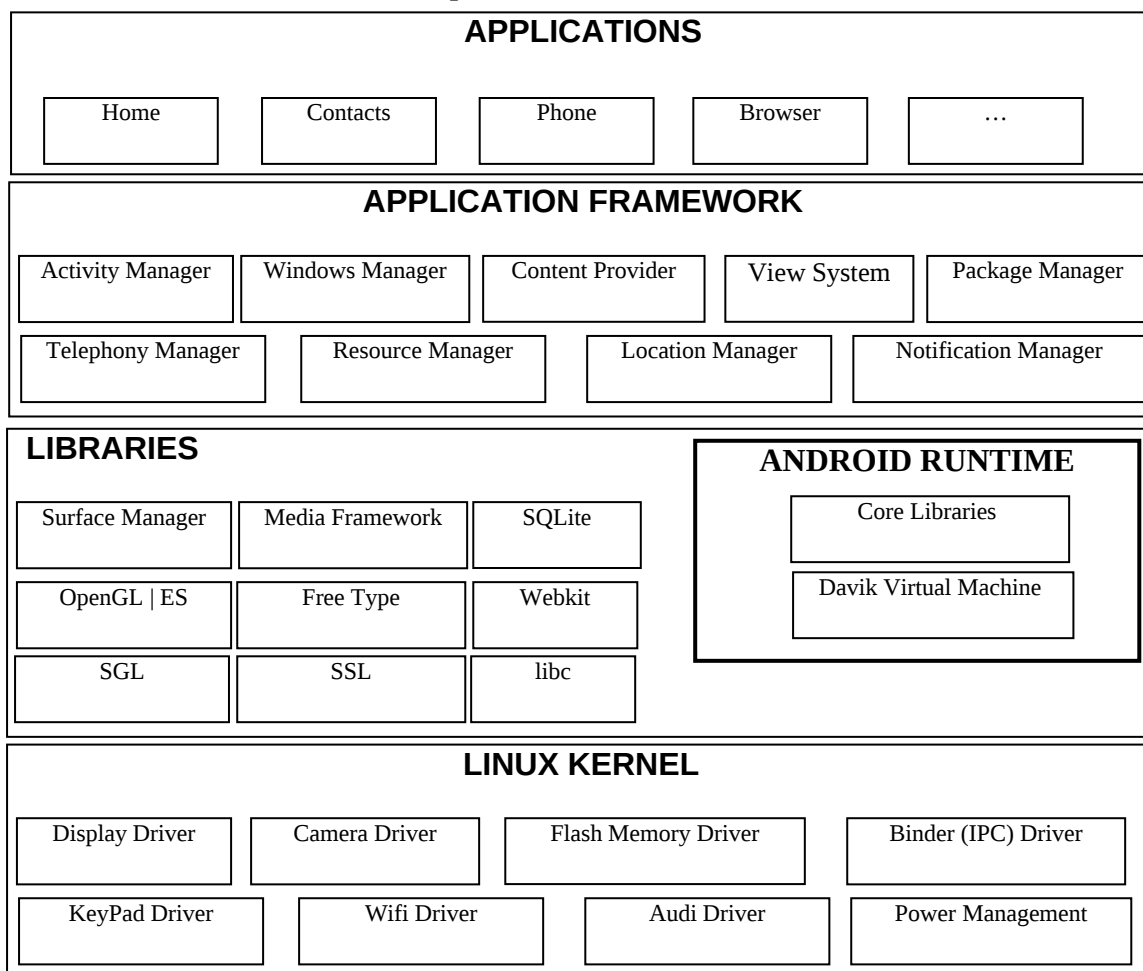 APPLICATIONS
Home Contacts Phone Browser …
APPLICATION FRAMEWORK
Activity Manager Windows Manager Content Provider View System Package Manager
Telephony Manager Resource Manager Location Manager Notification Manager
LIBRARIES
ANDROID RUNTIME
Surface Manager Media Framework SQLite
Core Libraries
OpenGL | ES Free Type Webkit
Davik Virtual Machine
SGL SSL libc
LINUX KERNEL
Display Driver Camera Driver Flash Memory Driver Binder (IPC) Driver
KeyPad Driver Wifi Driver Audi Driver Power Management